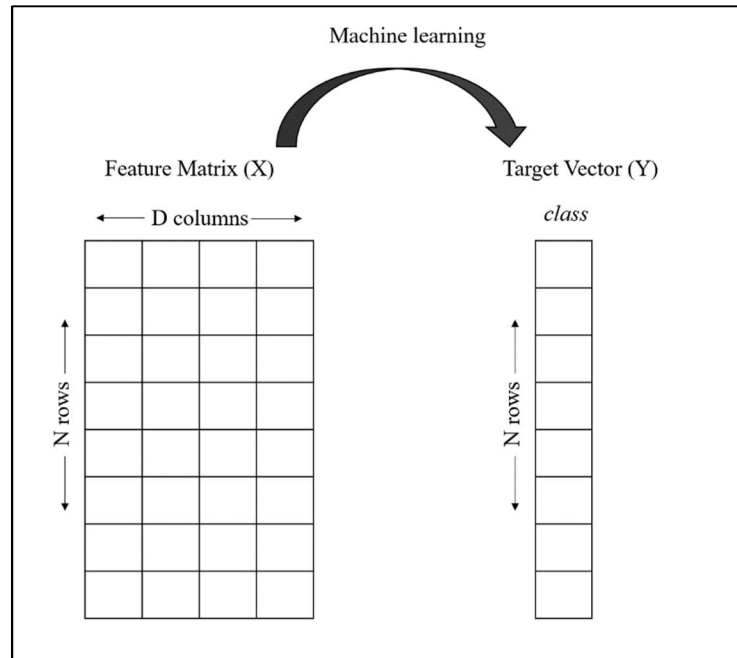 Machine learning
Feature Matrix (X)
Target Vector (Y)
D columns
class
N rows
N rows